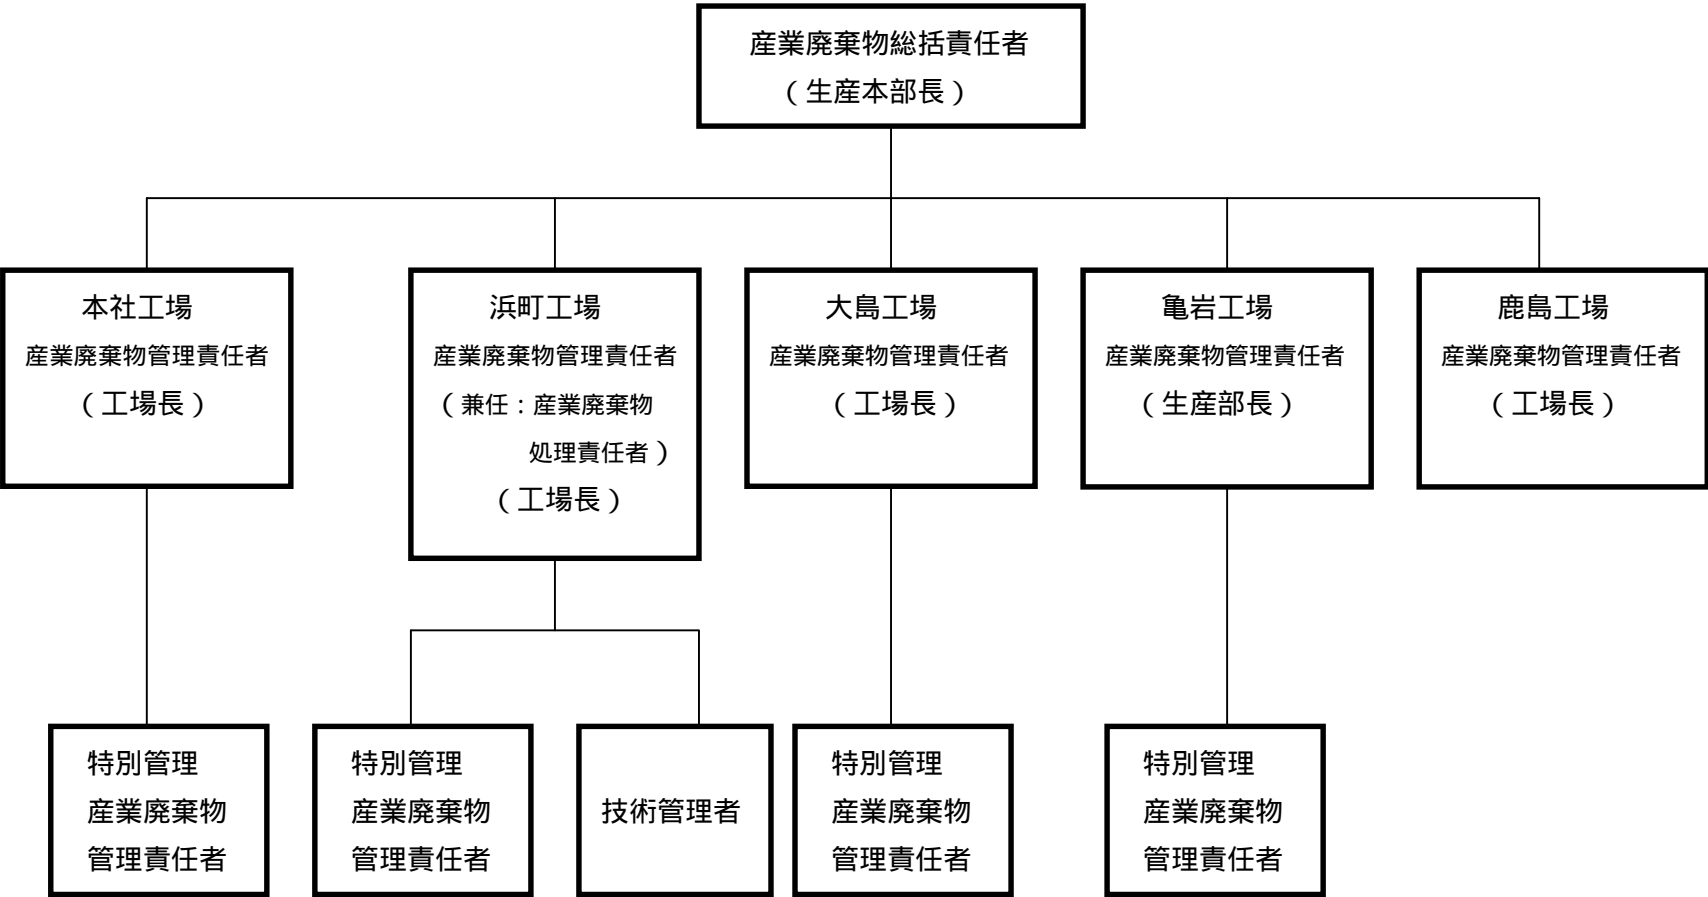 産業廃棄物総括責任者
（生産本部長）
本社工場
産業廃棄物管理責任者
（工場長）
浜町工場
産業廃棄物管理責任者
（兼任：産業廃棄物
処理責任者）
（工場長）
大島工場
産業廃棄物管理責任者
（工場長）
亀岩工場
産業廃棄物管理責任者
（生産部長）
鹿島工場
産業廃棄物管理責任者
（工場長）
特別管理
産業廃棄物
管理責任者
特別管理
産業廃棄物
管理責任者
技術管理者
特別管理
産業廃棄物
管理責任者
特別管理
産業廃棄物
管理責任者